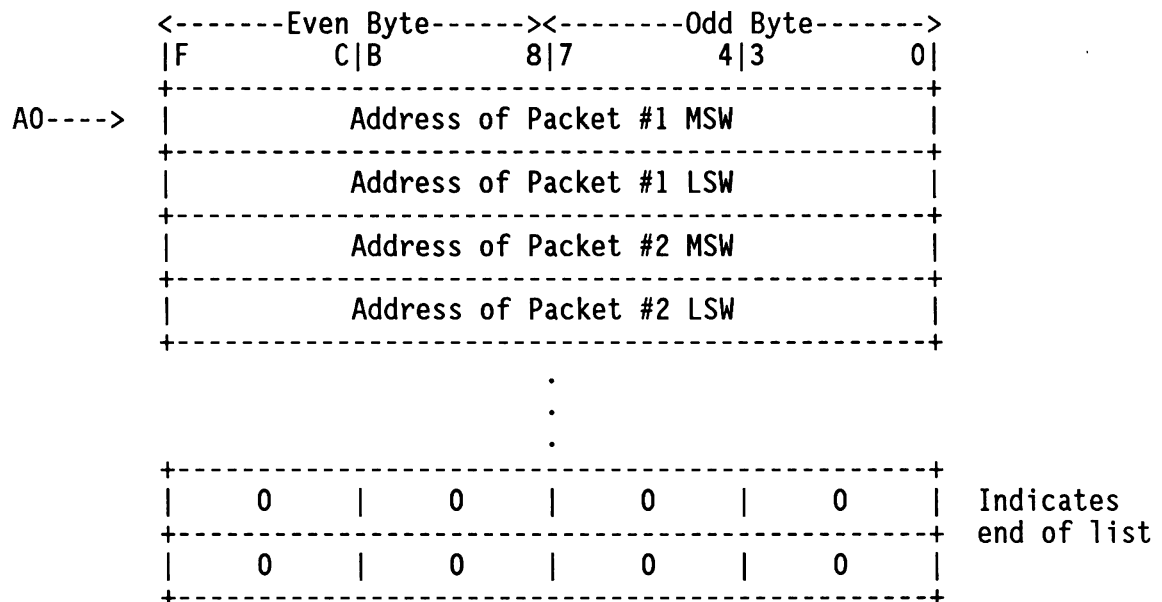 <-------Even Byte------><--------Odd Byte------->
|F C|B 8|7 4|3 0|
+-----------------------------------------------+
A0----> | Address of Packet #1 MSW |
+-----------------------------------------------+
| Address of Packet #1 LSW |
+-----------------------------------------------+
| Address of Packet #2 MSW |
+-----------------------------------------------+
| Address of Packet #2 LSW |
+-----------------------------------------------+
.
.
.
+-----------------------------------------------+
| 0 | 0 | 0 | 0 | Indicates
+-----------------------------------------------+ end of list
| 0 | 0 | 0 | 0 |
+-----------------------------------------------+